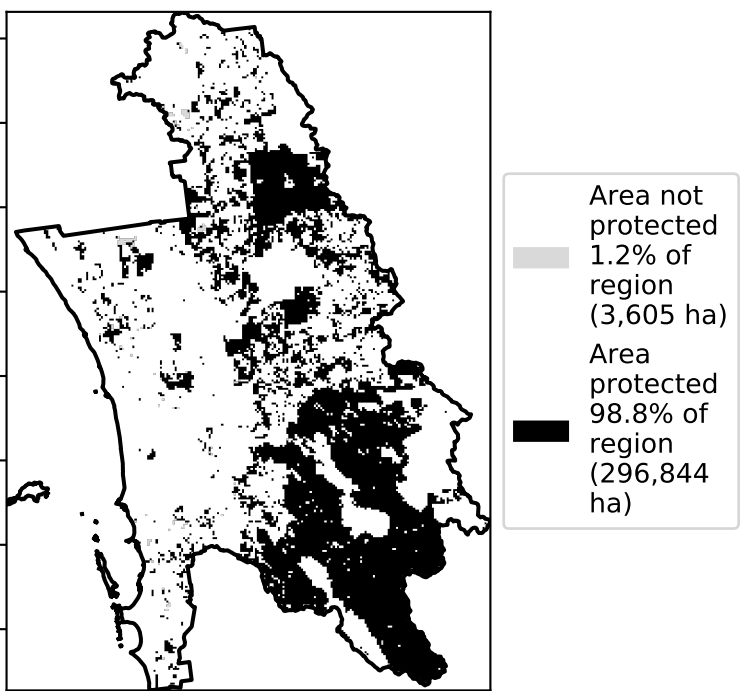 Area not
protected
1.2% of
region
(3,605 ha)
Area
protected
98.8% of
region
(296,844
ha)